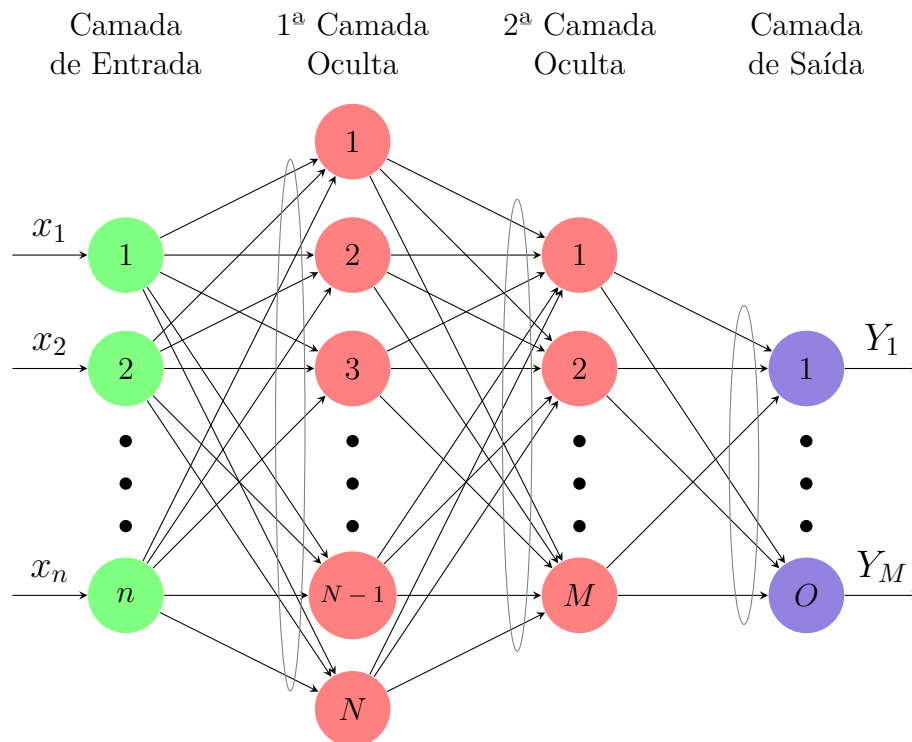 Camada
de Entrada
1ª Camada
Oculta
2ª Camada
Oculta
Camada
de Saída
1
x₁
1
2
1
x₂
2
3
2
1
Y₁
xₙ
n
N − 1
M
O
Y_M
N